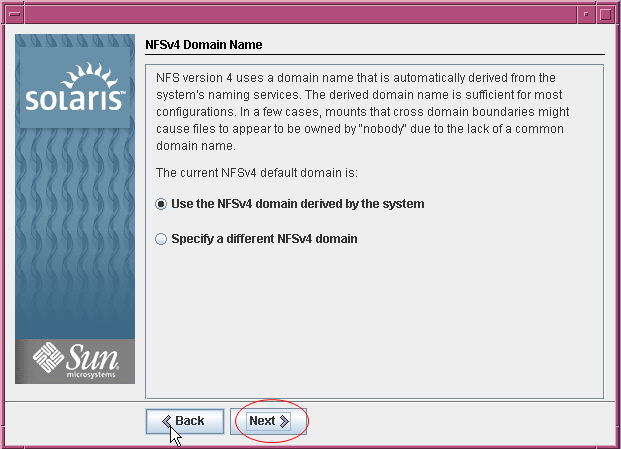 NFSv4 Domain Name
solaris™
NFS version 4 uses a domain name that is automatically derived from the
system's naming services. The derived domain name is sufficient for most
configurations. In a few cases, mounts that cross domain boundaries might
cause files to appear to be owned by "nobody" due to the lack of a common
domain name.
The current NFSv4 default domain is:
Use the NFSv4 domain derived by the system
Specify a different NFSv4 domain
Sun
microsystems
Back
Next